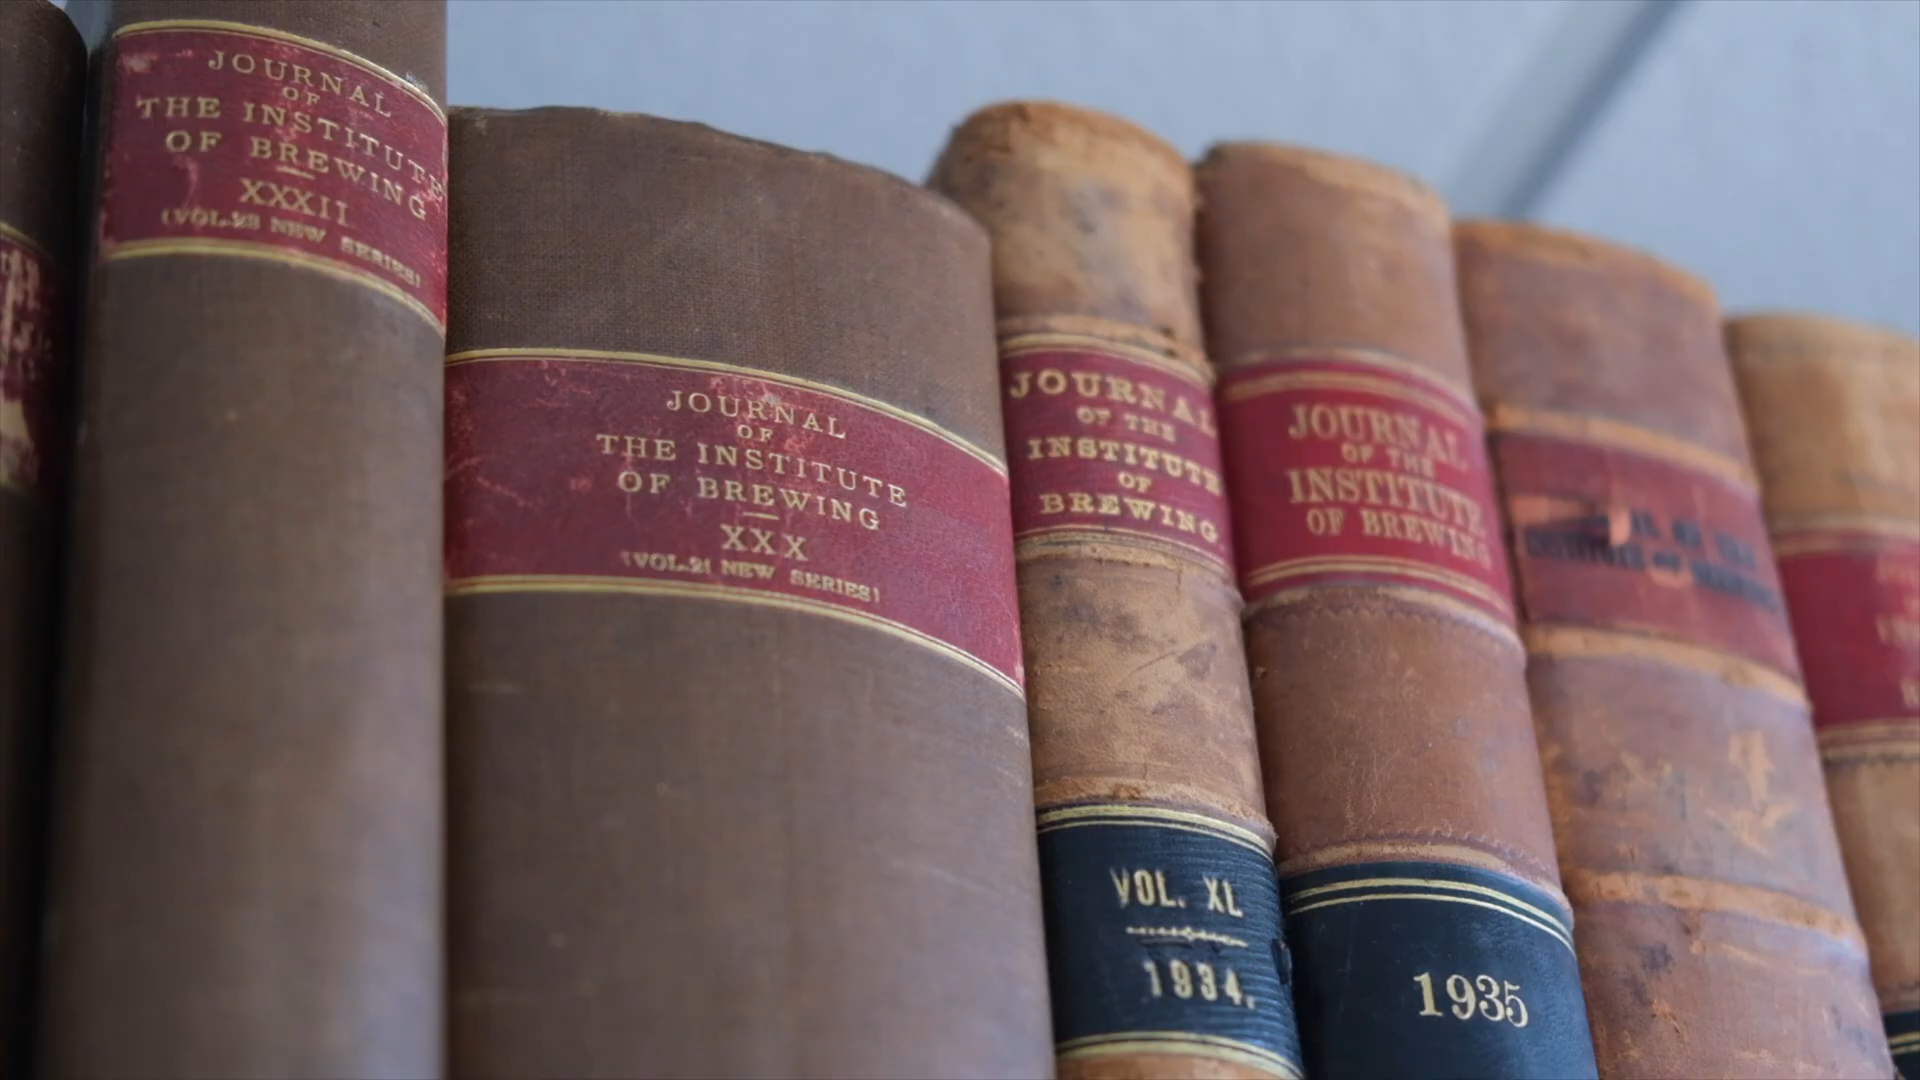 JOURNAL
OF
THE INSTITUTE
OF BREWING
XXXII
(VOL. NEW SERIES)
JOURNAL
OF
THE INSTITUTE
OF BREWING
XXX
(VOL.21 NEW SERIES)
JOURNAL
OF THE
INSTITUTE
OF
BREWING
VOL. XL
1934.
JOURNAL
OF THE
INSTITUTE
OF BREWING
1935